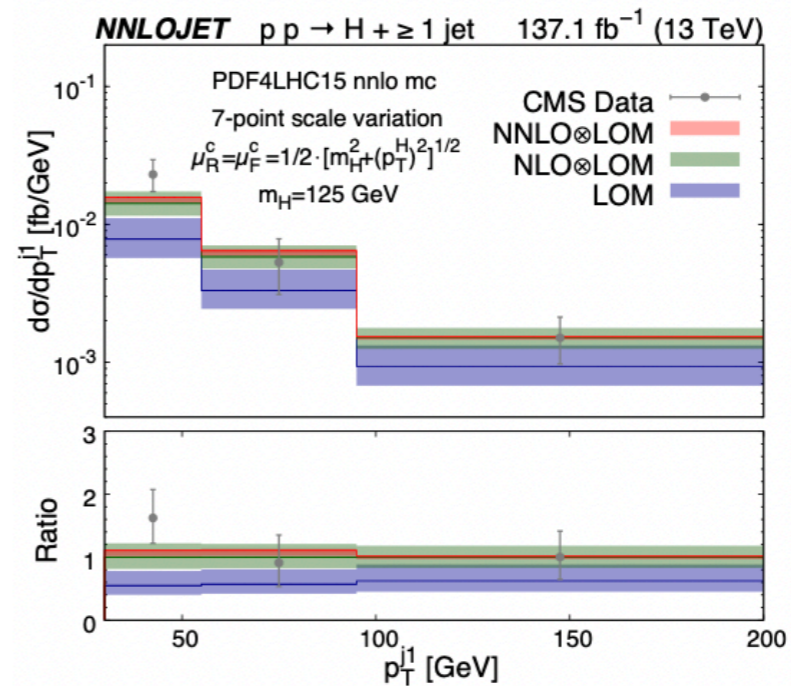 NNLOJET p p → H + ≥ 1 jet 137.1 fb⁻¹ (13 TeV)
PDF4LHC15 nnlo mc
7-point scale variation
μ_R^c=μ_F^c=1/2·[m_H^2+(p_T^H)^2]^1/2
m_H=125 GeV
CMS Data
NNLO⊗LOM
NLO⊗LOM
LOM
dσ/dp_T^j1 [fb/GeV]
10⁻¹
10⁻²
10⁻³
Ratio
3
2
1
0
50 100 150 200
p_T^j1 [GeV]